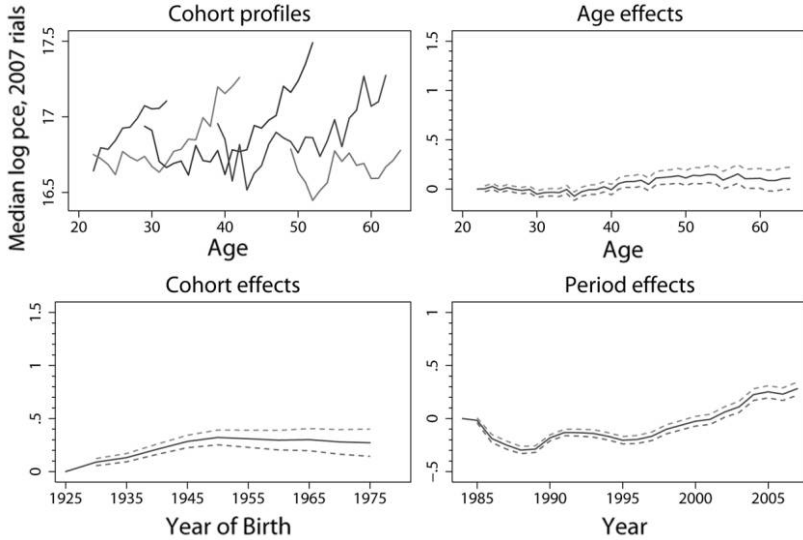 Cohort profiles
Median log pce, 2007 rials
17.5
17
16.5
20 30 40 50 60
Age
Age effects
1.5
1
.5
0
20 30 40 50 60
Age
Cohort effects
1.5
1
.5
0
1925 1935 1945 1955 1965 1975
Year of Birth
Period effects
1
.5
0
-.5
1985 1990 1995 2000 2005
Year